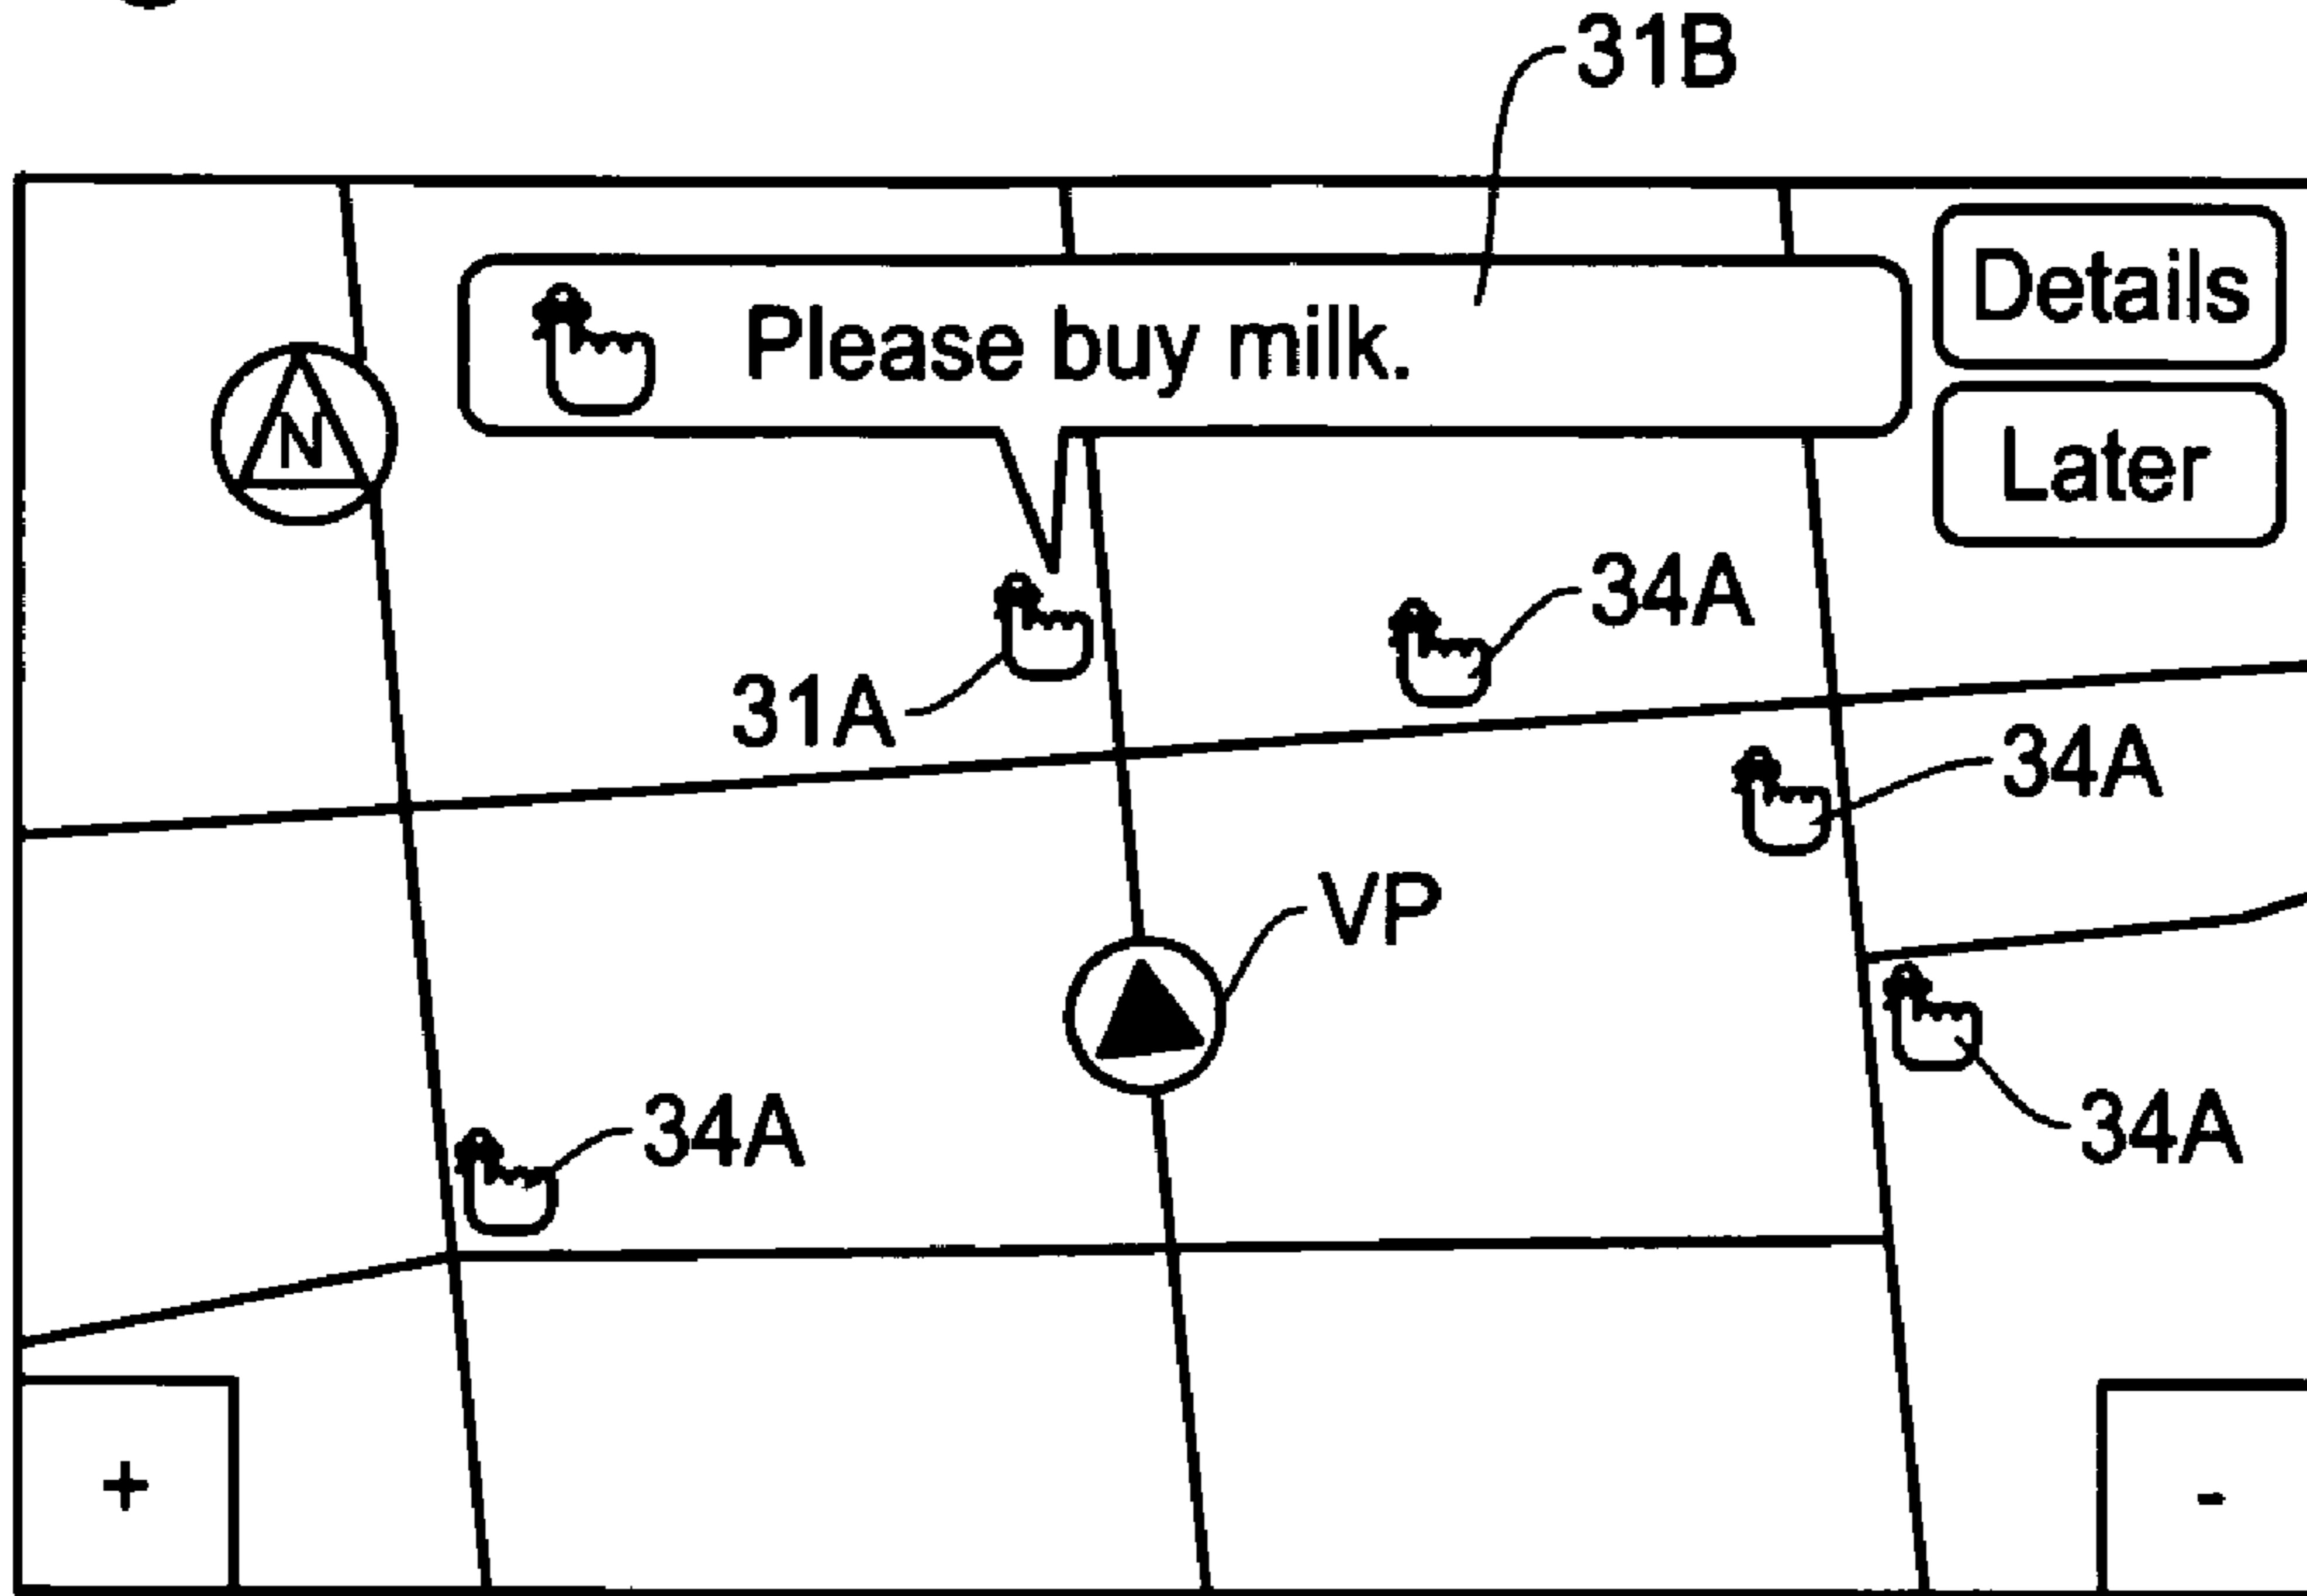 31B
Details
Please buy milk.
N
Later
34A
31A
34A
VP
34A
34A
+
-